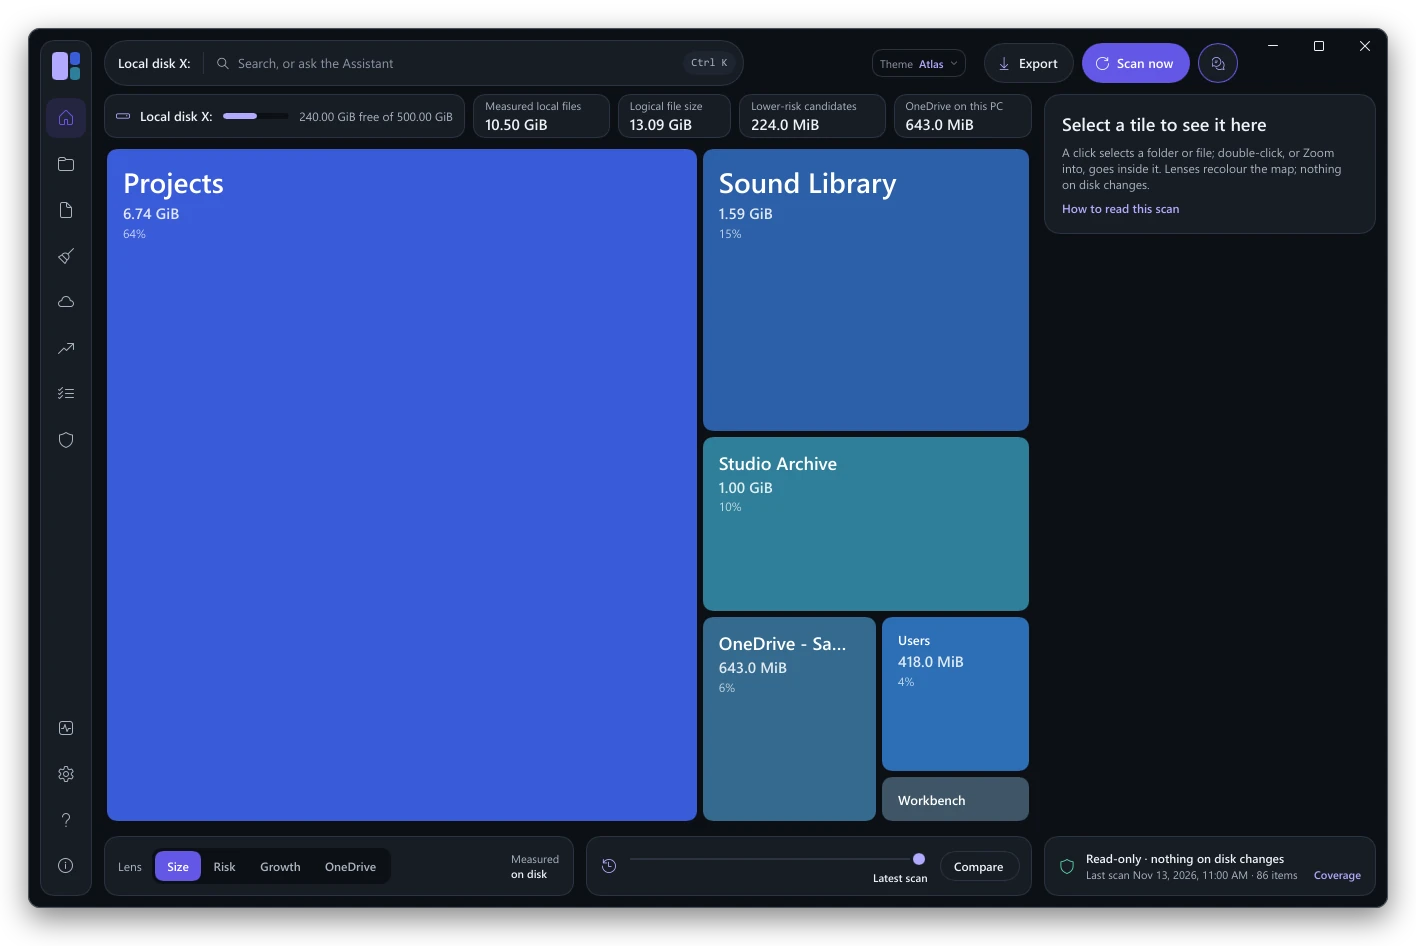 Local disk X:
Search, or ask the Assistant
Ctrl K
Theme Atlas
Export
Scan now
Local disk X:
240.00 GiB free of 500.00 GiB
Measured local files
10.50 GiB
Logical file size
13.09 GiB
Lower-risk candidates
224.0 MiB
OneDrive on this PC
643.0 MiB
Select a tile to see it here
A click selects a folder or file; double-click, or Zoom
into, goes inside it. Lenses recolour the map; nothing
on disk changes.
How to read this scan
Projects
6.74 GiB
64%
Sound Library
1.59 GiB
15%
Studio Archive
1.00 GiB
10%
OneDrive - Sa...
643.0 MiB
6%
Users
418.0 MiB
4%
Workbench
Lens
Size
Risk
Growth
OneDrive
Measured
on disk
Latest scan
Compare
Read-only · nothing on disk changes
Last scan Nov 13, 2026, 11:00 AM · 86 items
Coverage